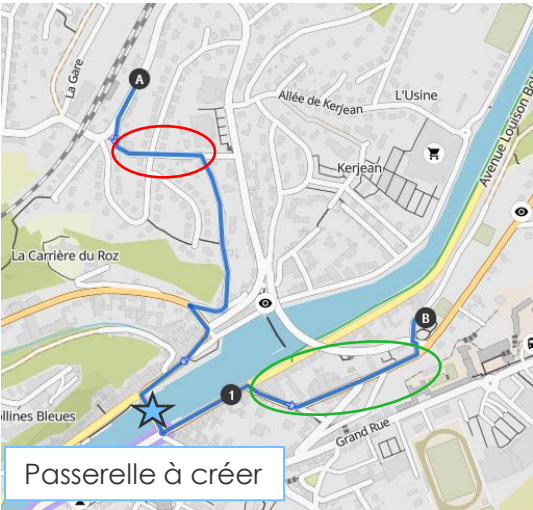 A
La Gare
Allée de Kerjean
L'Usine
Kerjean
Avenue Louison Bo
La Carrière du Roz
B
1
ollines Bleues
Grand Rue
Passerelle à créer